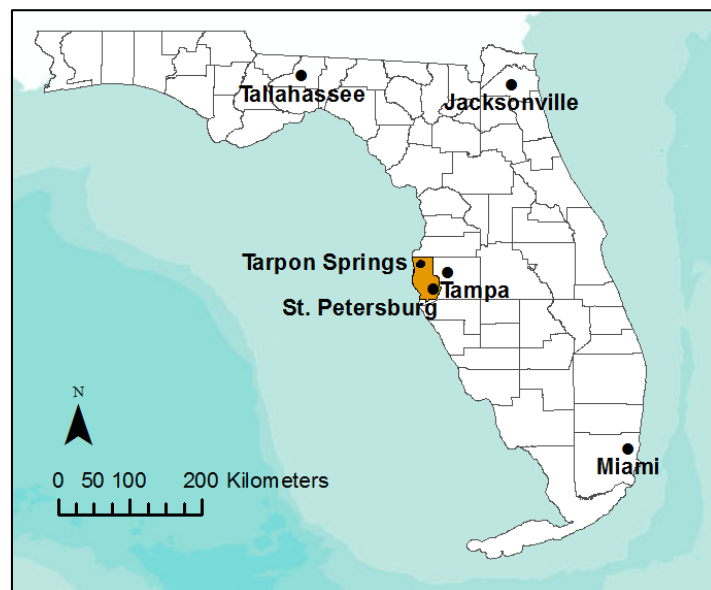 Tallahassee
Jacksonville
Tarpon Springs
Tampa
St. Petersburg
N
0 50 100 200 Kilometers
Miami